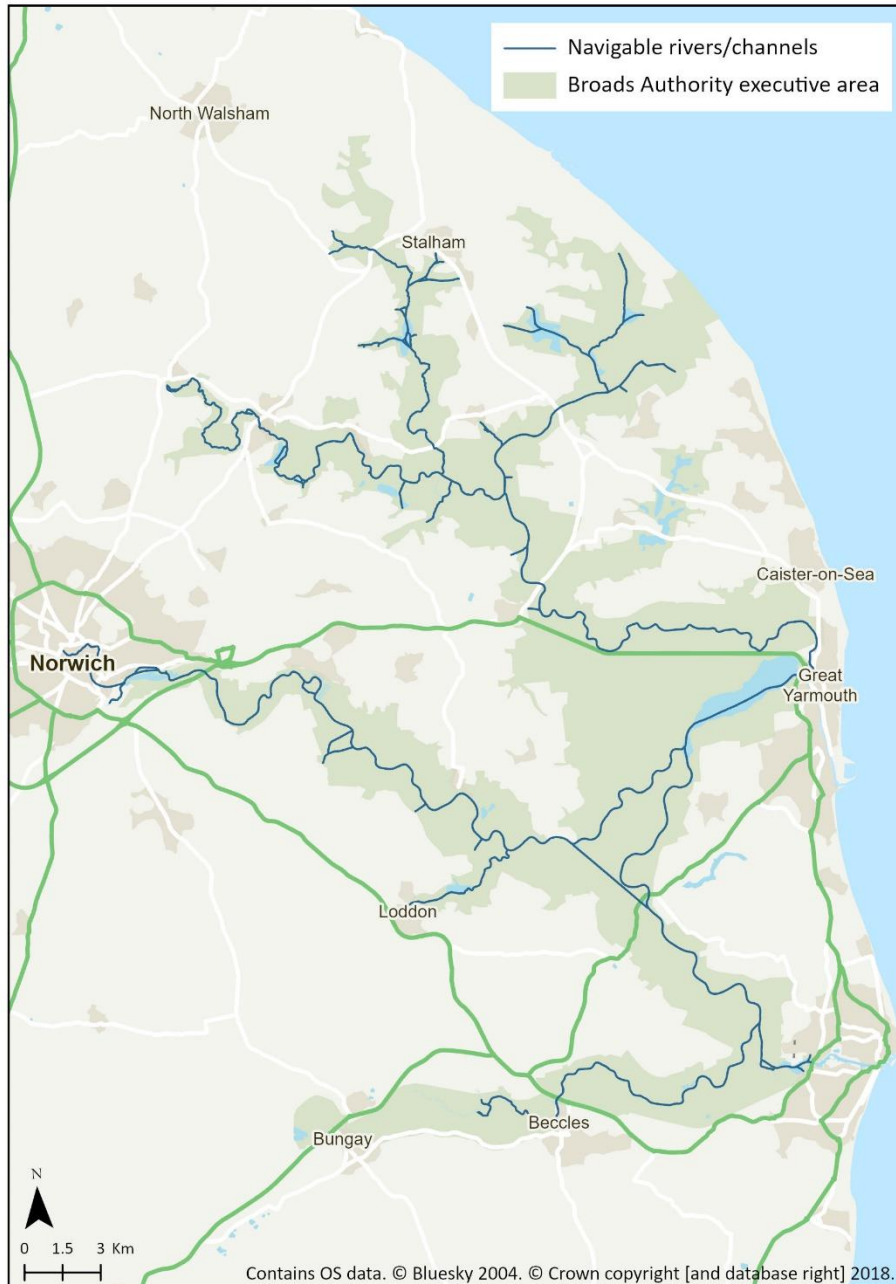 Navigable rivers/channels
Broads Authority executive area
North Walsham
Stalham
Caister-on-Sea
Norwich
Great
Yarmouth
Loddon
Beccles
Bungay
N
0 1.5 3 Km
Contains OS data. © Bluesky 2004. © Crown copyright [and database right] 2018.